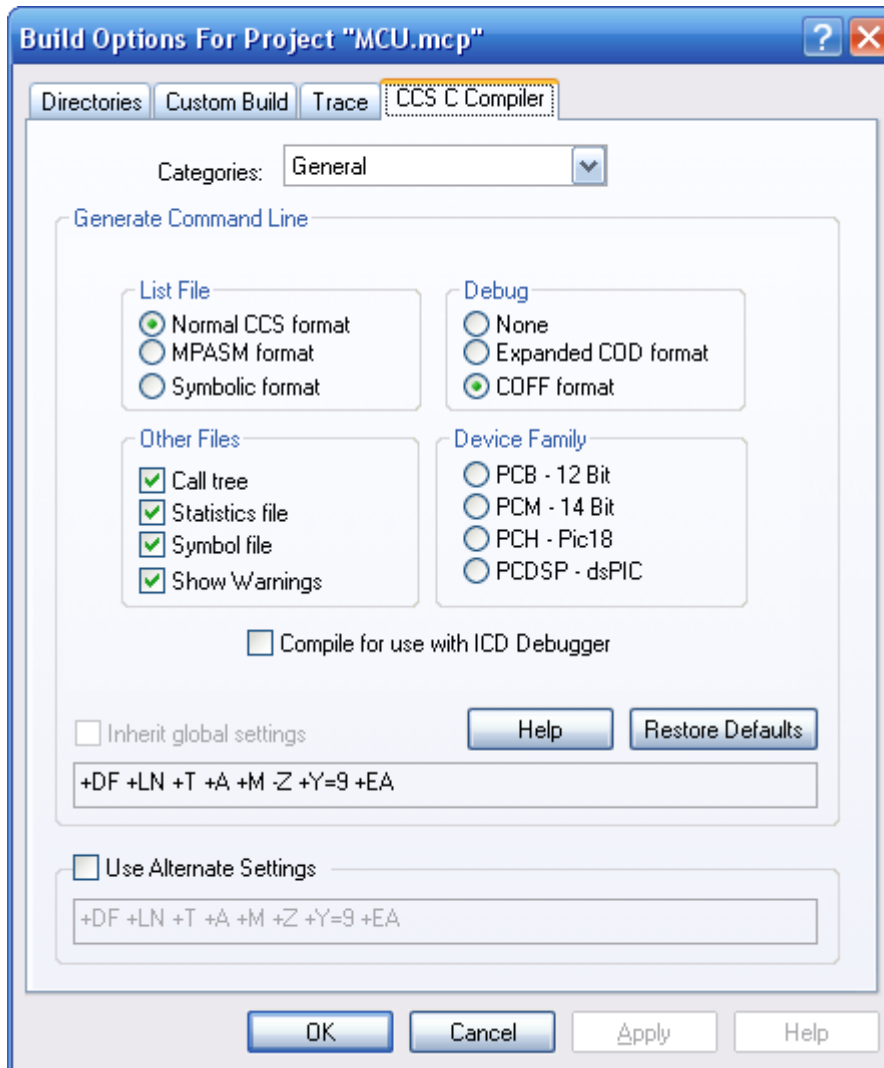 Build Options For Project "MCU.mcp"
Directories Custom Build Trace CCS C Compiler
Categories: General
Generate Command Line
List File
Normal CCS format
MPASM format
Symbolic format
Debug
None
Expanded COD format
COFF format
Other Files
Call tree
Statistics file
Symbol file
Show Warnings
Device Family
PCB - 12 Bit
PCM - 14 Bit
PCH - Pic18
PCDSP - dsPIC
Compile for use with ICD Debugger
Inherit global settings Help Restore Defaults
+DF +LN +T +A +M -Z +Y=9 +EA
Use Alternate Settings
+DF +LN +T +A +M +Z +Y=9 +EA
OK Cancel Apply Help